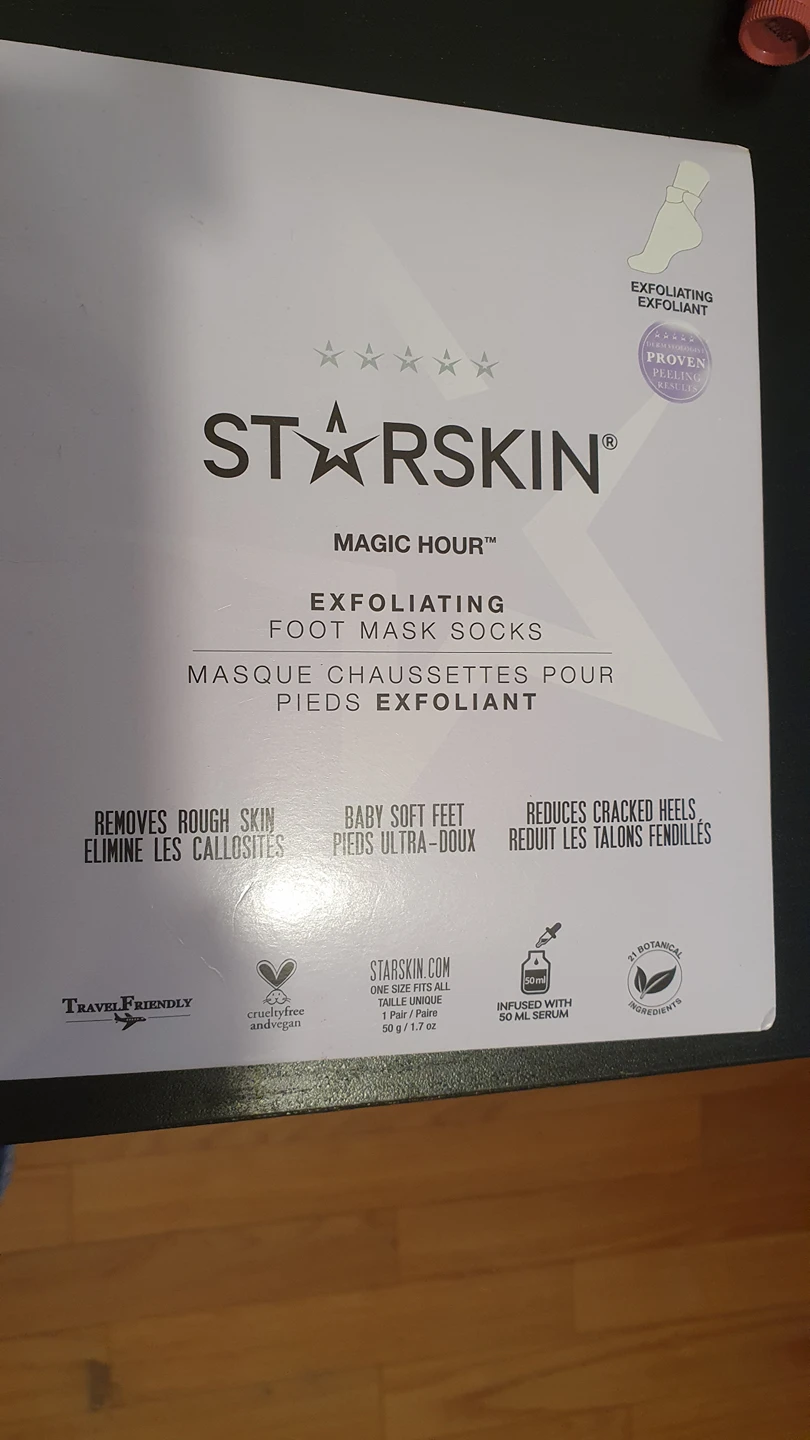 EXFOLIATING
EXFOLIANT
PROVEN
PEELING
RESULTS
STARSKIN®
MAGIC HOUR™
EXFOLIATING
FOOT MASK SOCKS
MASQUE CHAUSSETTES POUR
PIEDS EXFOLIANT
REMOVES ROUGH SKIN
ELIMINE LES CALLOSITÉS
BABY SOFT FEET
PIEDS ULTRA-DOUX
REDUCES CRACKED HEELS
REDUIT LES TALONS FENDILLÉS
TRAVELFRIENDLY
crueltyfree
andvegan
STARSKIN.COM
ONE SIZE FITS ALL
TAILLE UNIQUE
1 Pair / Paire
50 g / 1.7 oz
50ml
INFUSED WITH
50 ML SERUM
21 BOTANICAL
INGREDIENTS